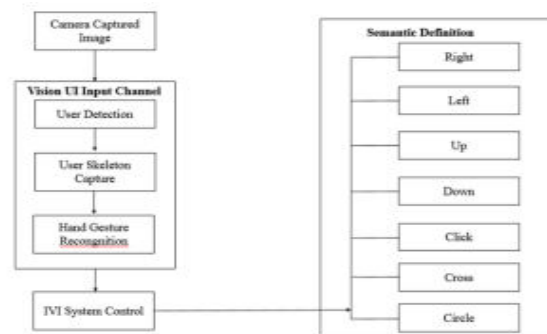 Camera Captured
Image
Vision UI Input Channel
User Detection
User Skeleton
Capture
Hand Gesture
Recongnition
IVI System Control
Semantic Definition
Right
Left
Up
Down
Click
Cross
Circle